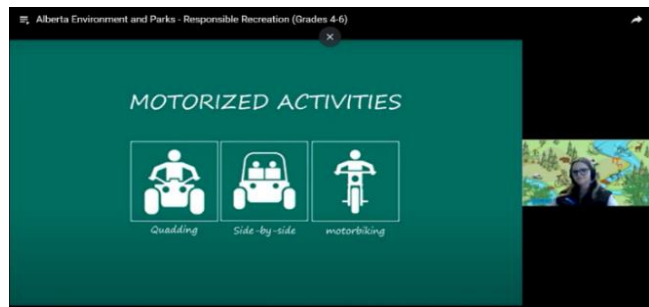 Alberta Environment and Parks - Responsible Recreation (Grades 4-6)
MOTORIZED ACTIVITIES
Quadding Side-by-side motorbiking